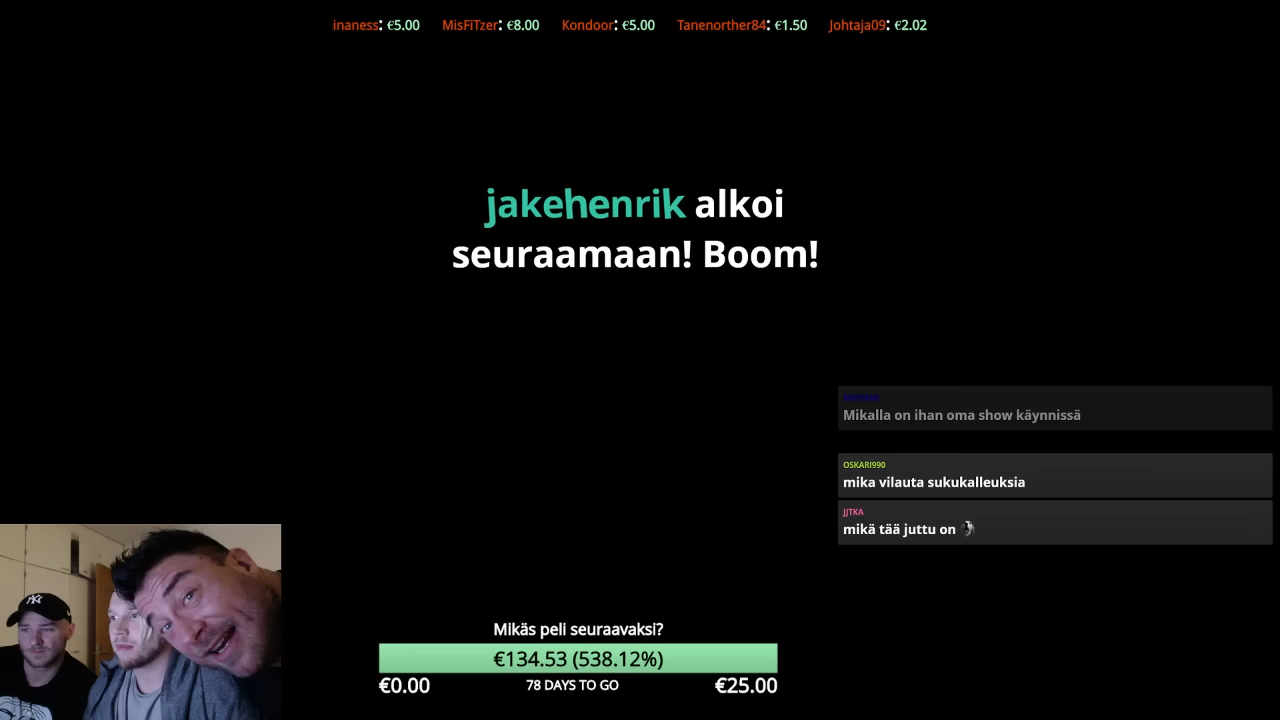 inaness: €5.00 MisFiTzer: €8.00 Kondoor: €5.00 Tanenorther84: €1.50 Johtaja09: €2.02
jakehenrik alkoi
seuraamaan! Boom!
Mikalla on ihan oma show käynnissä
OSKARI990
mika vilauta sukukalleuksia
JJTKA
mikä tää juttu on
Mikäs peli seuraavaksi?
€134.53 (538.12%)
€0.00 78 DAYS TO GO €25.00